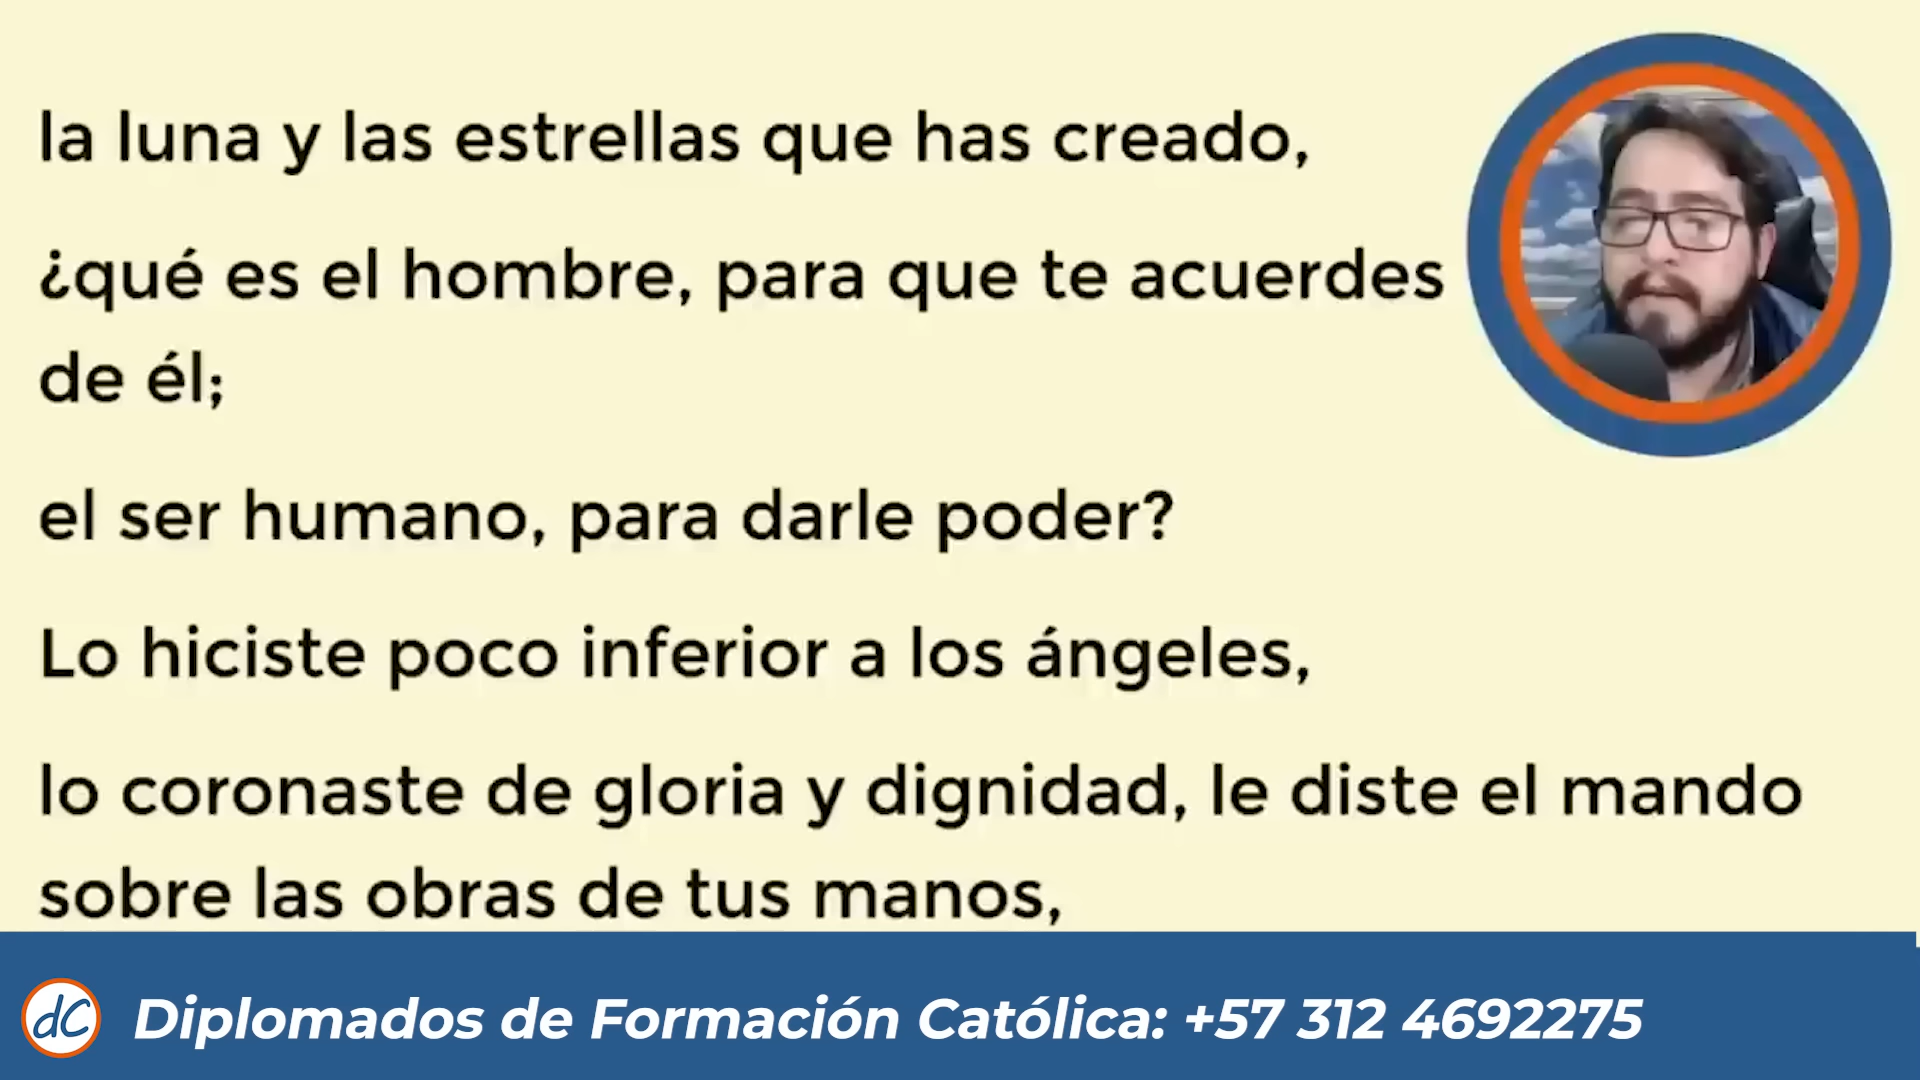 la luna y las estrellas que has creado,
¿qué es el hombre, para que te acuerdes
de él;
el ser humano, para darle poder?
Lo hiciste poco inferior a los ángeles,
lo coronaste de gloria y dignidad, le diste el mando
sobre las obras de tus manos,
dC Diplomados de Formación Católica: +57 312 4692275